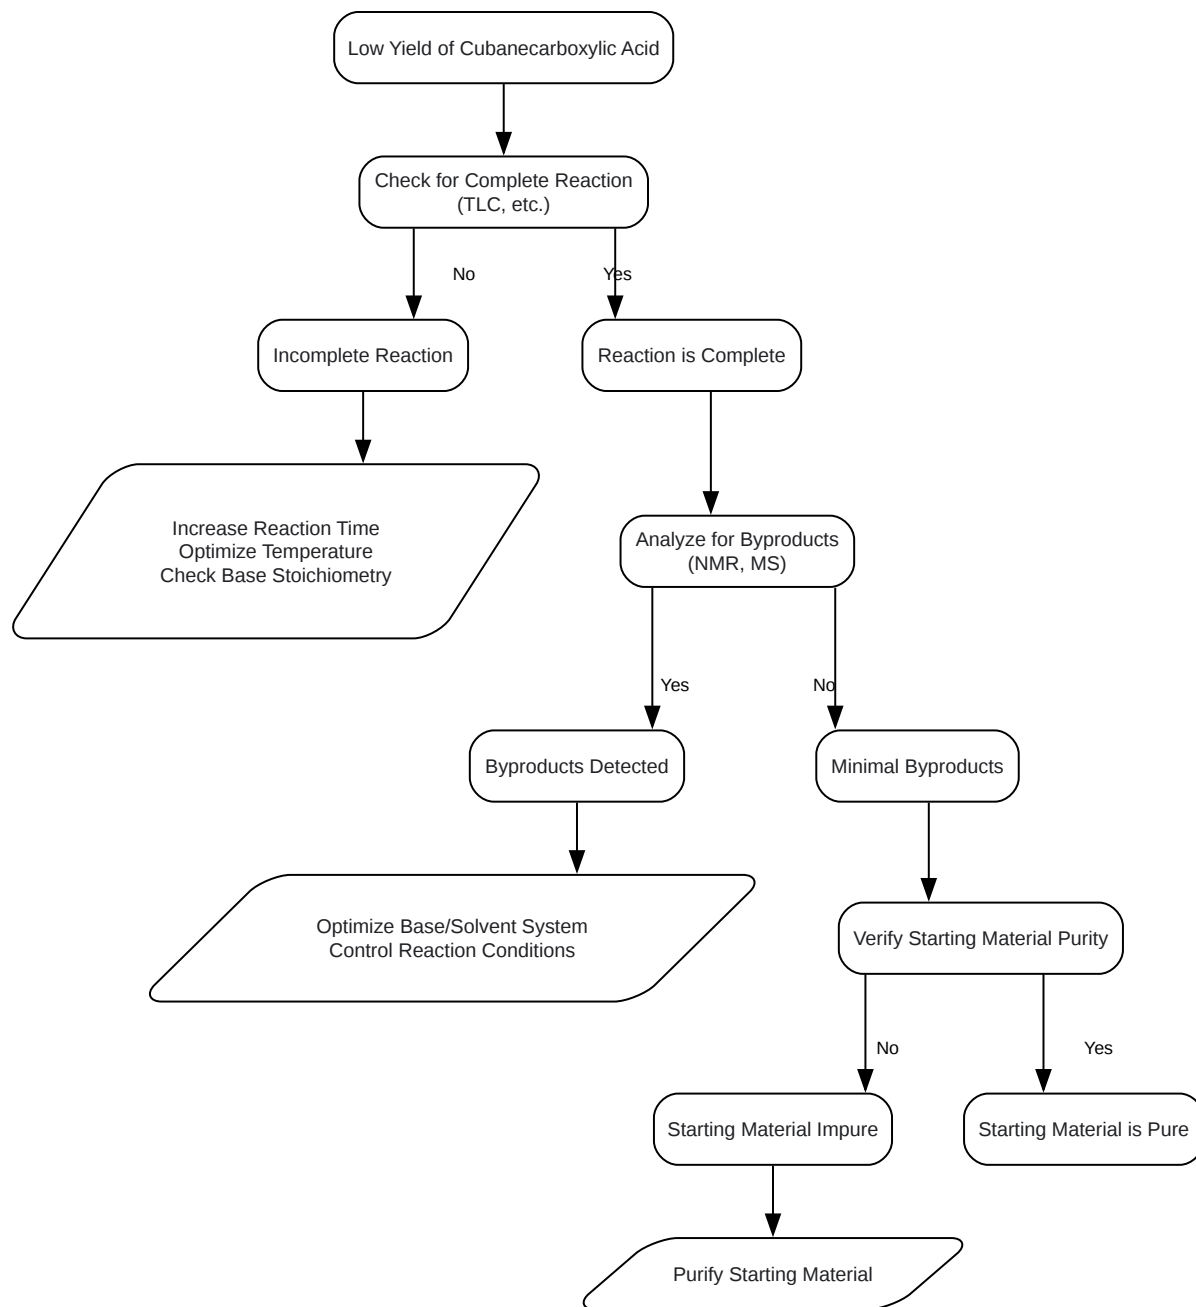 Low Yield of Cubanecarboxylic Acid
Check for Complete Reaction
(TLC, etc.)
No
Yes
Incomplete Reaction
Reaction is Complete
Increase Reaction Time
Optimize Temperature
Check Base Stoichiometry
Analyze for Byproducts
(NMR, MS)
Yes
No
Byproducts Detected
Minimal Byproducts
Optimize Base/Solvent System
Control Reaction Conditions
Verify Starting Material Purity
No
Yes
Starting Material Impure
Starting Material is Pure
Purify Starting Material